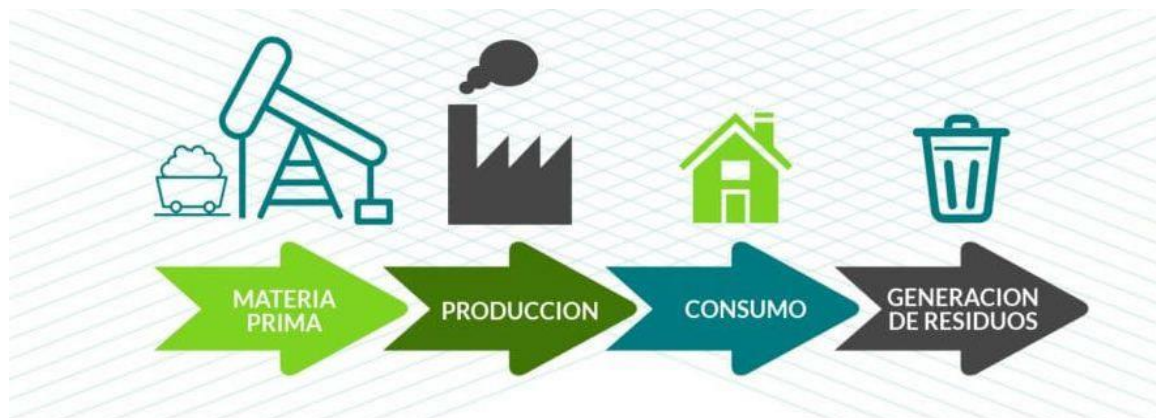 MATERIA
PRIMA
PRODUCCION
CONSUMO
GENERACION
DE RESIDUOS